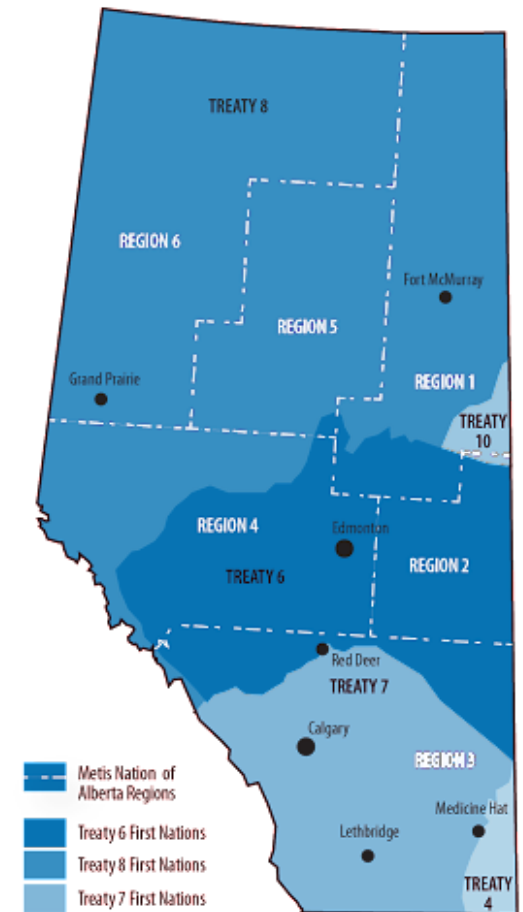 TREATY 8
REGION 6
Fort McMurray
REGION 5
Grand Prairie
REGION 1
TREATY
10
REGION 4
Edmonton
REGION 2
TREATY 6
Red Deer
TREATY 7
Calgary
REGION 3
Medicine Hat
Lethbridge
TREATY
4
Metis Nation of
Alberta Regions
Treaty 6 First Nations
Treaty 8 First Nations
Treaty 7 First Nations